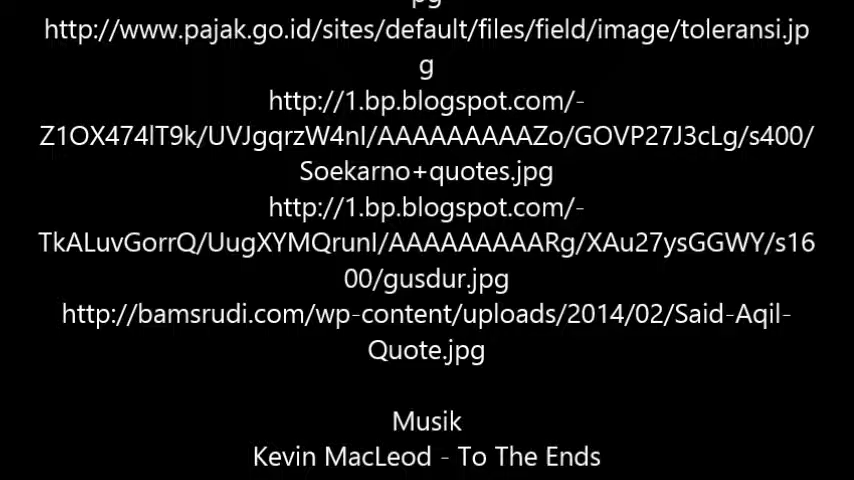 pg
http://www.pajak.go.id/sites/default/files/field/image/toleransi.jp
g
http://1.bp.blogspot.com/-
Z1OX474lT9k/UVJgqrzW4nI/AAAAAAAAAZo/GOVP27J3cLg/s400/
Soekarno+quotes.jpg
http://1.bp.blogspot.com/-
TkALuvGorrQ/UugXYMQrunI/AAAAAAAAARg/XAu27ysGGWY/s16
00/gusdur.jpg
http://bamsrudi.com/wp-content/uploads/2014/02/Said-Aqil-
Quote.jpg
Musik
Kevin MacLeod - To The Ends